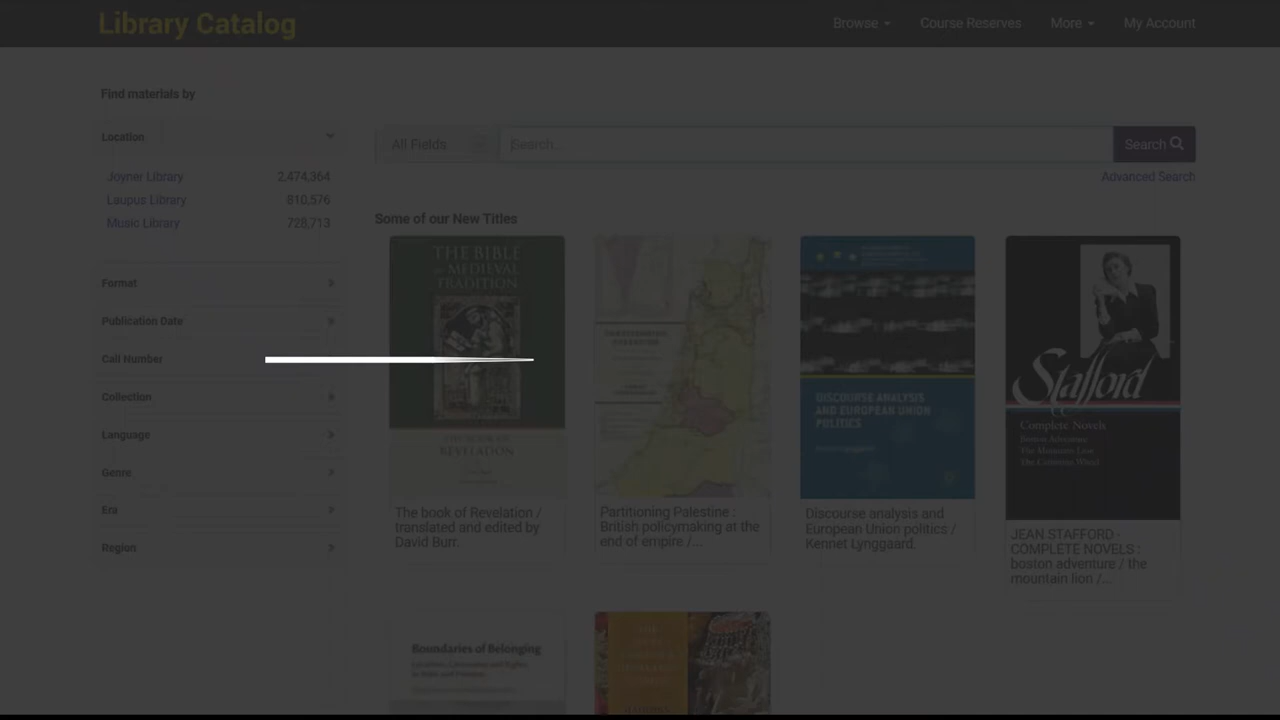 Library Catalog
Browse
Course Reserves
More
My Account
Find materials by
Location
Joyner Library 2,474,364
Laupus Library 810,576
Music Library 728,713
Format
Publication Date
Call Number
Collection
Language
Genre
Era
Region
All Fields
Search...
Search
Advanced Search
Some of our New Titles
THE BIBLE
in MEDIEVAL
TRADITION
THE BOOK OF
REVELATION
The book of Revelation /
translated and edited by
David Burr.
Partitioning Palestine :
British policymaking at the
end of empire /...
DISCOURSE ANALYSIS
AND EUROPEAN UNION
POLITICS
Discourse analysis and
European Union politics /
Kennet Lynggaard.
Stafford
Complete Novels
Boston Adventure
The Mountain Lion
The Catherine Wheel
JEAN STAFFORD -
COMPLETE NOVELS :
boston adventure / the
mountain lion /...
Boundaries of Belonging